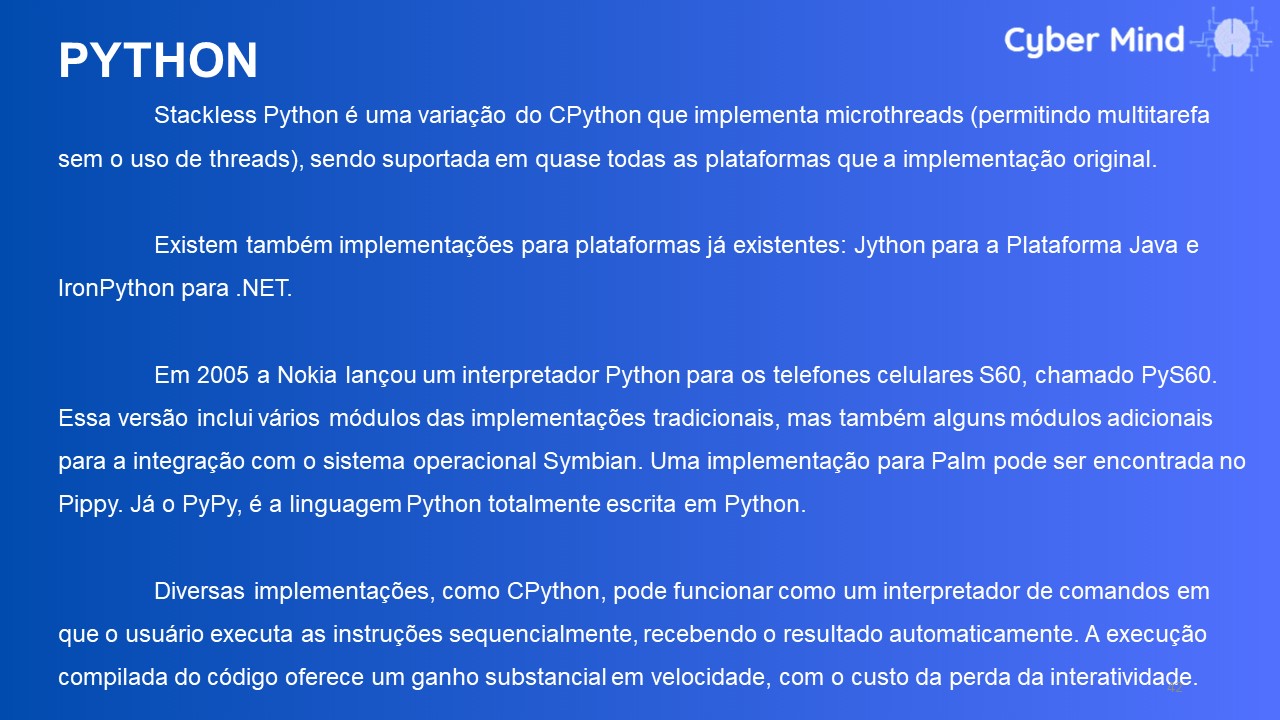 PYTHON
Cyber Mind
Stackless Python é uma variação do CPython que implementa microthreads (permitindo multitarefa
sem o uso de threads), sendo suportada em quase todas as plataformas que a implementação original.
Existem também implementações para plataformas já existentes: Jython para a Plataforma Java e
IronPython para .NET.
Em 2005 a Nokia lançou um interpretador Python para os telefones celulares S60, chamado PyS60.
Essa versão inclui vários módulos das implementações tradicionais, mas também alguns módulos adicionais
para a integração com o sistema operacional Symbian. Uma implementação para Palm pode ser encontrada no
Pippy. Já o PyPy, é a linguagem Python totalmente escrita em Python.
Diversas implementações, como CPython, pode funcionar como um interpretador de comandos em
que o usuário executa as instruções sequencialmente, recebendo o resultado automaticamente. A execução
compilada do código oferece um ganho substancial em velocidade, com o custo da perda da interatividade.
42